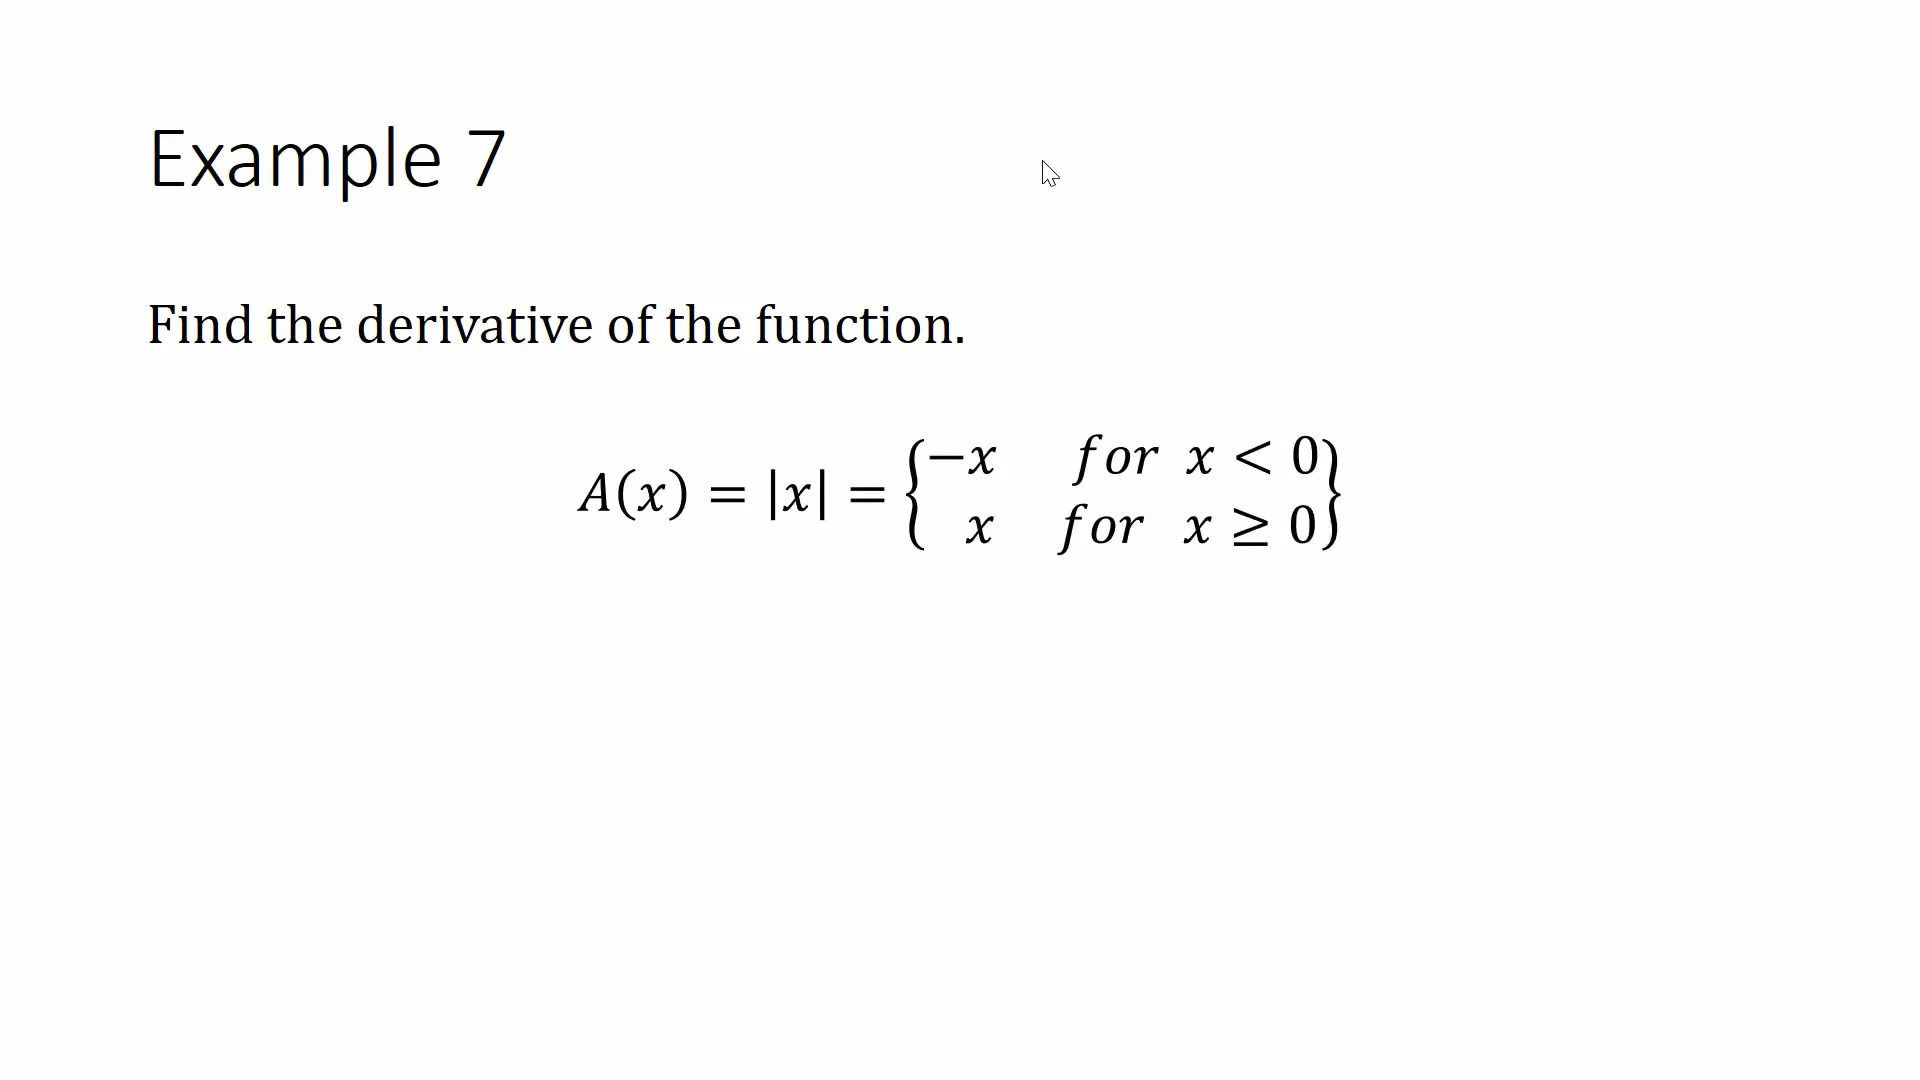 Example 7
Find the derivative of the function.
A(x) = |x| = {−x for x < 0
x for x ≥ 0}